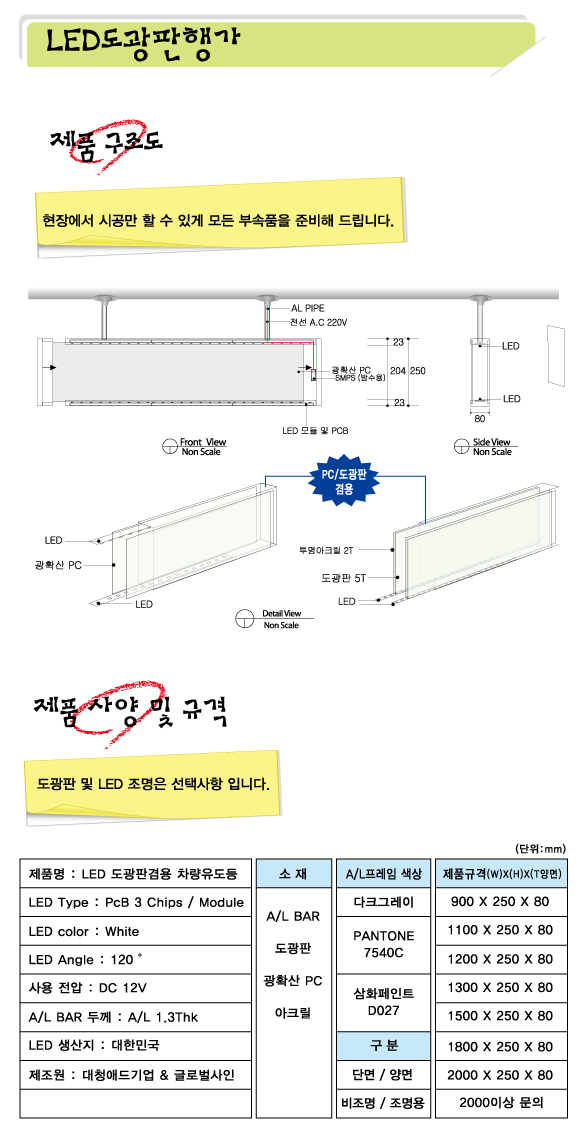 LED도광판행가
제품 구조도
현장에서 시공만 할 수 있게 모든 부속품을 준비해 드립니다.
AL PIPE
전선 A.C 220V
23
광확산 PC
SMPS (방수용)
204
250
23
LED 모듈 및 PCB
LED
LED
80
Front View
Non Scale
Side View
Non Scale
PC/도광판
겸용
LED
광확산 PC
LED
투명아크릴 2T
도광판 5T
LED
Detail View
Non Scale
제품 사양 및 규격
도광판 및 LED 조명은 선택사항 입니다.
(단위:mm)
제품명 : LED 도광판겸용 차량유도등
LED Type : PcB 3 Chips / Module
LED color : White
LED Angle : 120 °
사용 전압 : DC 12V
A/L BAR 두께 : A/L 1.3Thk
LED 생산지 : 대한민국
제조원 : 대청애드기업 & 글로벌사인
소 재
A/L BAR
도광판
광확산 PC
아크릴
A/L프레임 색상
다크그레이
PANTONE
7540C
삼화페인트
D027
구 분
단면 / 양면
비조명 / 조명용
제품규격(W)X(H)X(T양면)
900 X 250 X 80
1100 X 250 X 80
1200 X 250 X 80
1300 X 250 X 80
1500 X 250 X 80
1800 X 250 X 80
2000 X 250 X 80
2000이상 문의